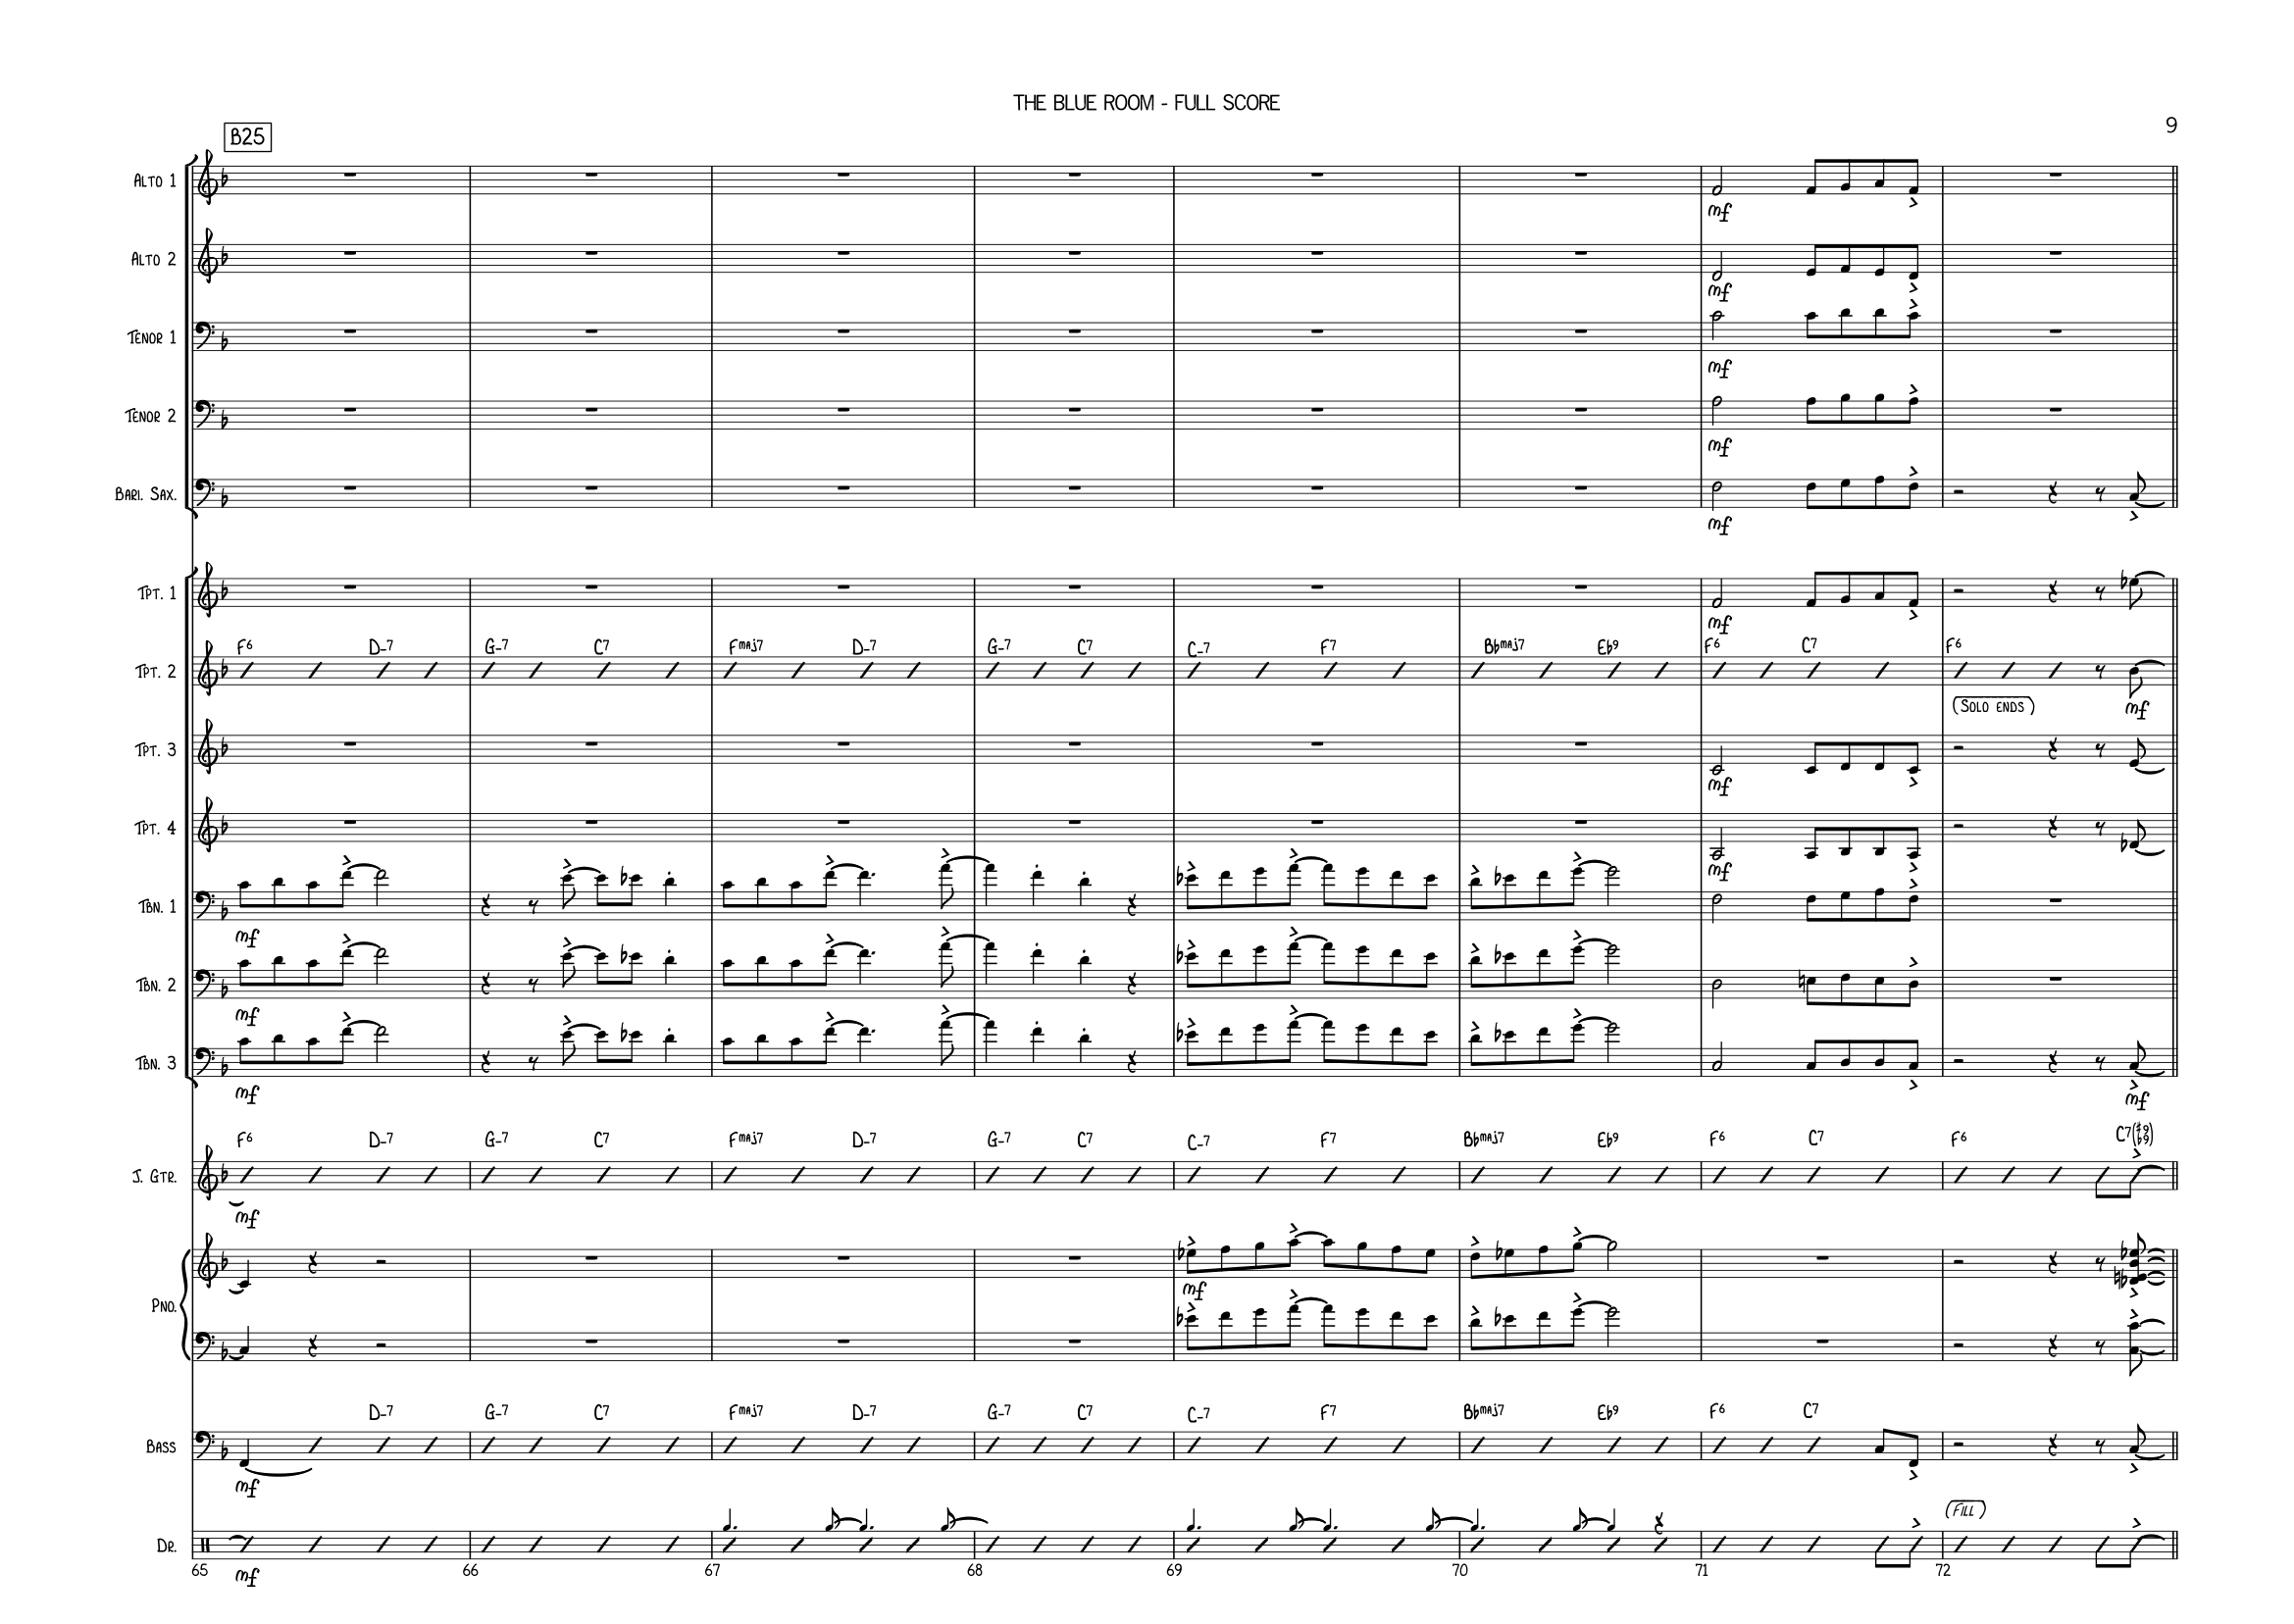 THE BLUE ROOM - FULL SCORE
9
B25
ALTO 1
mf
ALTO 2
mf
TENOR 1
mf
TENOR 2
mf
BARI. SAX.
mf
TPT. 1
mf
F6 D-7 G-7 C7 Fmaj7 D-7 G-7 C7 C-7 F7 Bbmaj7 Eb9 F6 C7 F6
TPT. 2
(SOLO ENDS) mf
TPT. 3
mf
TPT. 4
mf
TBN. 1
mf
TBN. 2
mf
TBN. 3
mf mf
F6 D-7 G-7 C7 Fmaj7 D-7 G-7 C7 C-7 F7 Bbmaj7 Eb9 F6 C7 F6 C7(#9 b9)
J. GTR.
mf
mf
PNO.
D-7 G-7 C7 Fmaj7 D-7 G-7 C7 C-7 F7 Bbmaj7 Eb9 F6 C7
BASS
mf
(FILL)
DR.
65 66 67 68 69 70 71 72
mf